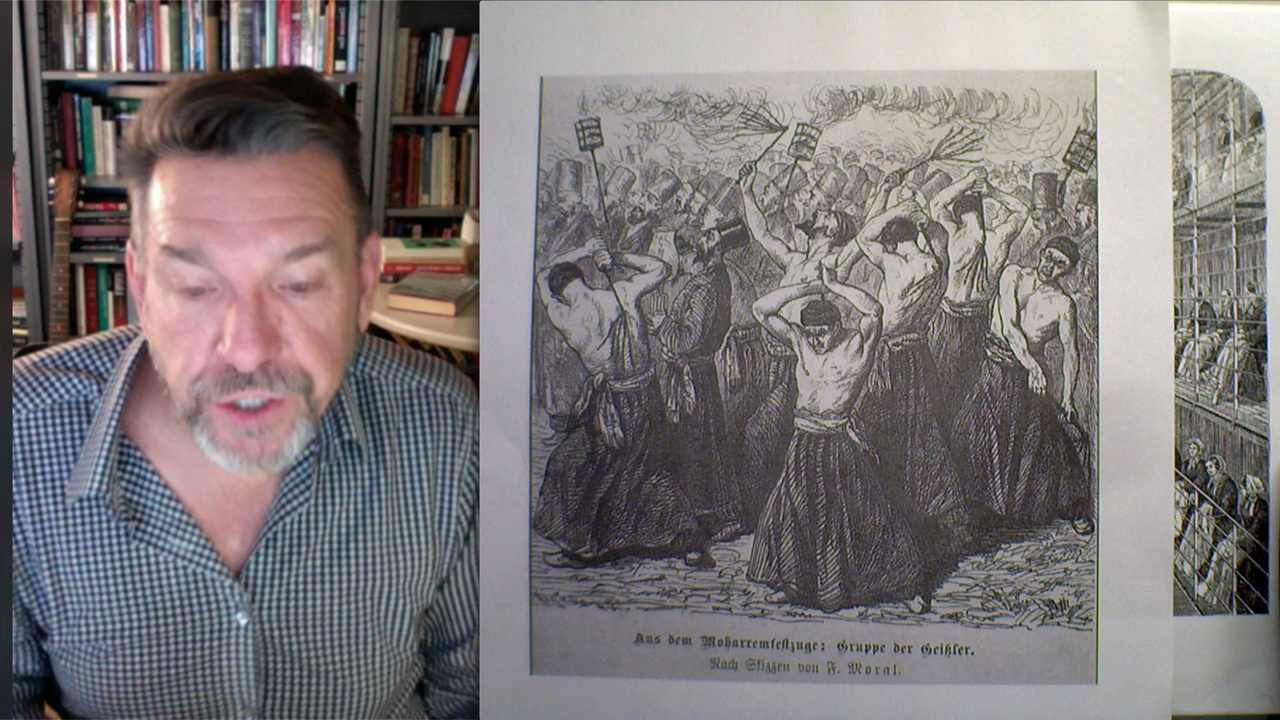 Aus dem Moharremfestzuge: Gruppe der Geißler.
Nach Skizzen von F. Moral.